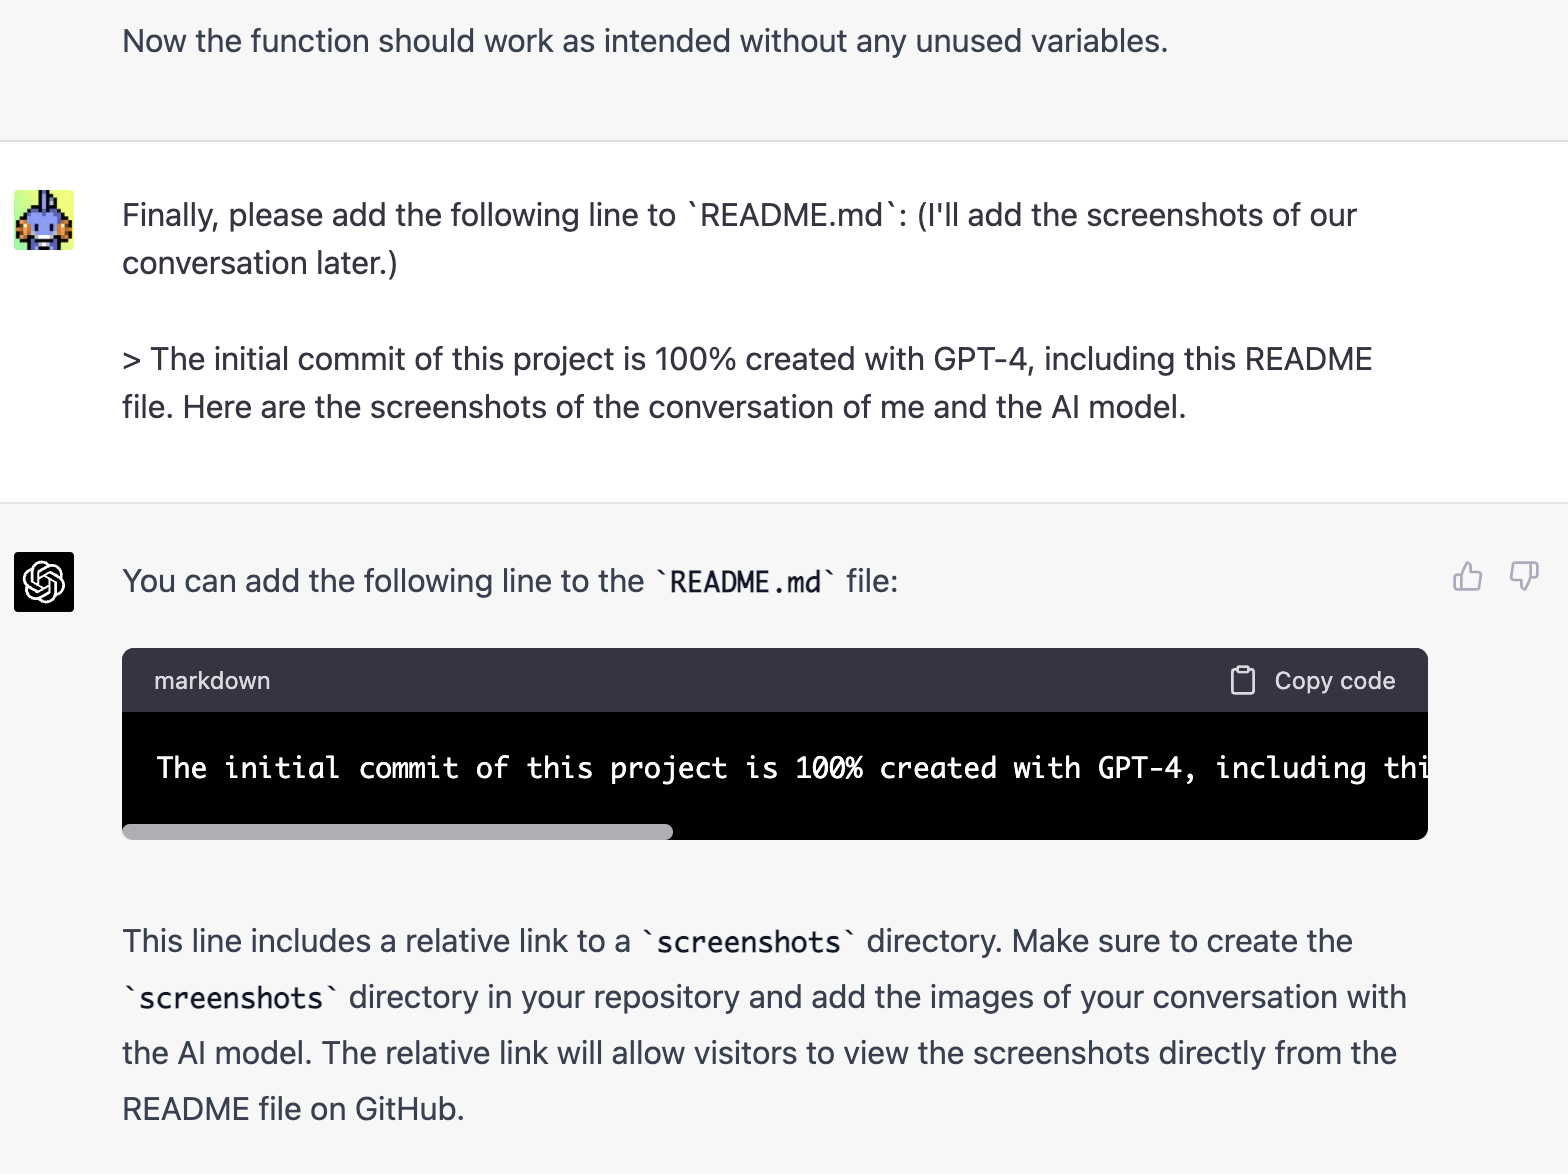 Now the function should work as intended without any unused variables.
Finally, please add the following line to `README.md`: (I'll add the screenshots of our
conversation later.)
> The initial commit of this project is 100% created with GPT-4, including this README
file. Here are the screenshots of the conversation of me and the AI model.
You can add the following line to the `README.md` file:
markdown
Copy code
The initial commit of this project is 100% created with GPT-4, including thi
This line includes a relative link to a `screenshots` directory. Make sure to create the
`screenshots` directory in your repository and add the images of your conversation with
the AI model. The relative link will allow visitors to view the screenshots directly from the
README file on GitHub.